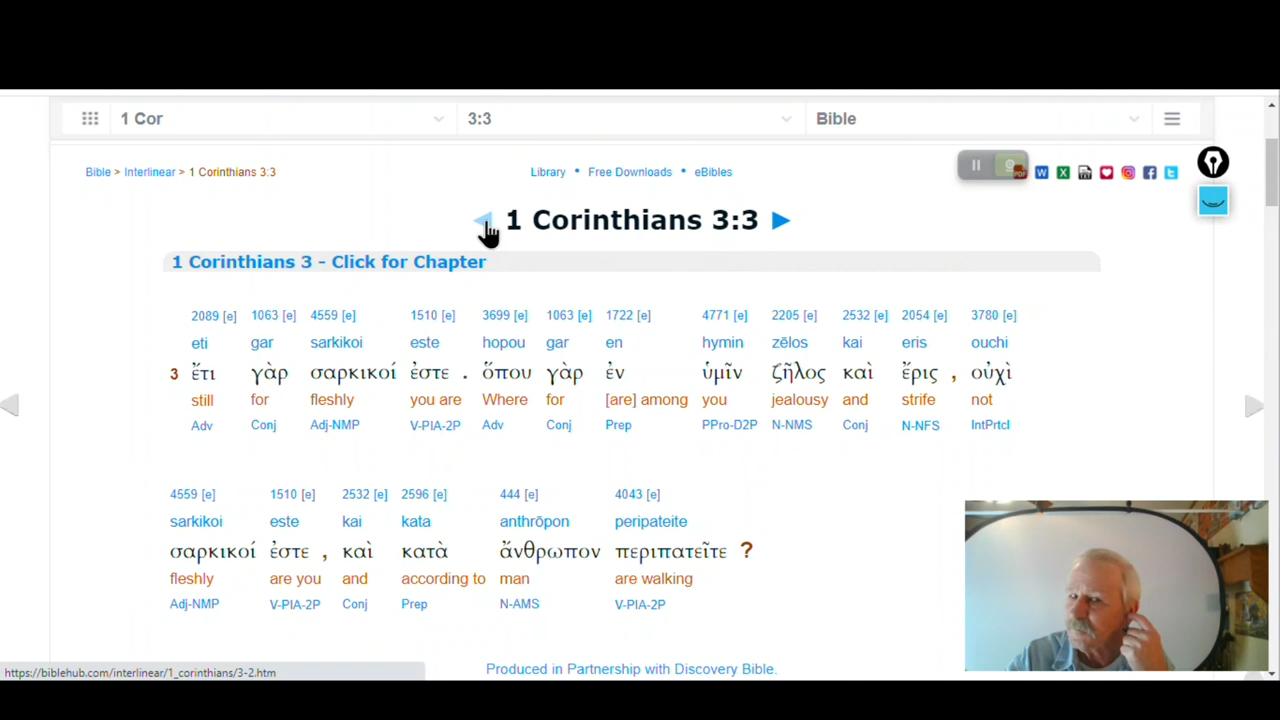 1 Cor 3:3 Bible
Bible > Interlinear > 1 Corinthians 3:3 Library • Free Downloads • eBibles
1 Corinthians 3:3
1 Corinthians 3 - Click for Chapter
2089 [e] 1063 [e] 4559 [e] 1510 [e] 3699 [e] 1063 [e] 1722 [e] 4771 [e] 2205 [e] 2532 [e] 2054 [e] 3780 [e]
eti gar sarkikoi este hopou gar en hymin zēlos kai eris ouchi
3 ἔτι γὰρ σαρκικοί ἐστε . ὅπου γὰρ ἐν ὑμῖν ζῆλος καὶ ἔρις , οὐχὶ
still for fleshly you are Where for [are] among you jealousy and strife not
Adv Conj Adj-NMP V-PIA-2P Adv Conj Prep PPro-D2P N-NMS Conj N-NFS IntPrtcl
4559 [e] 1510 [e] 2532 [e] 2596 [e] 444 [e] 4043 [e]
sarkikoi este kai kata anthrōpon peripateite
σαρκικοί ἐστε , καὶ κατὰ ἄνθρωπον περιπατεῖτε ?
fleshly are you and according to man are walking
Adj-NMP V-PIA-2P Conj Prep N-AMS V-PIA-2P
https://biblehub.com/interlinear/1_corinthians/3-2.htm
Produced in Partnership with Discovery Bible.